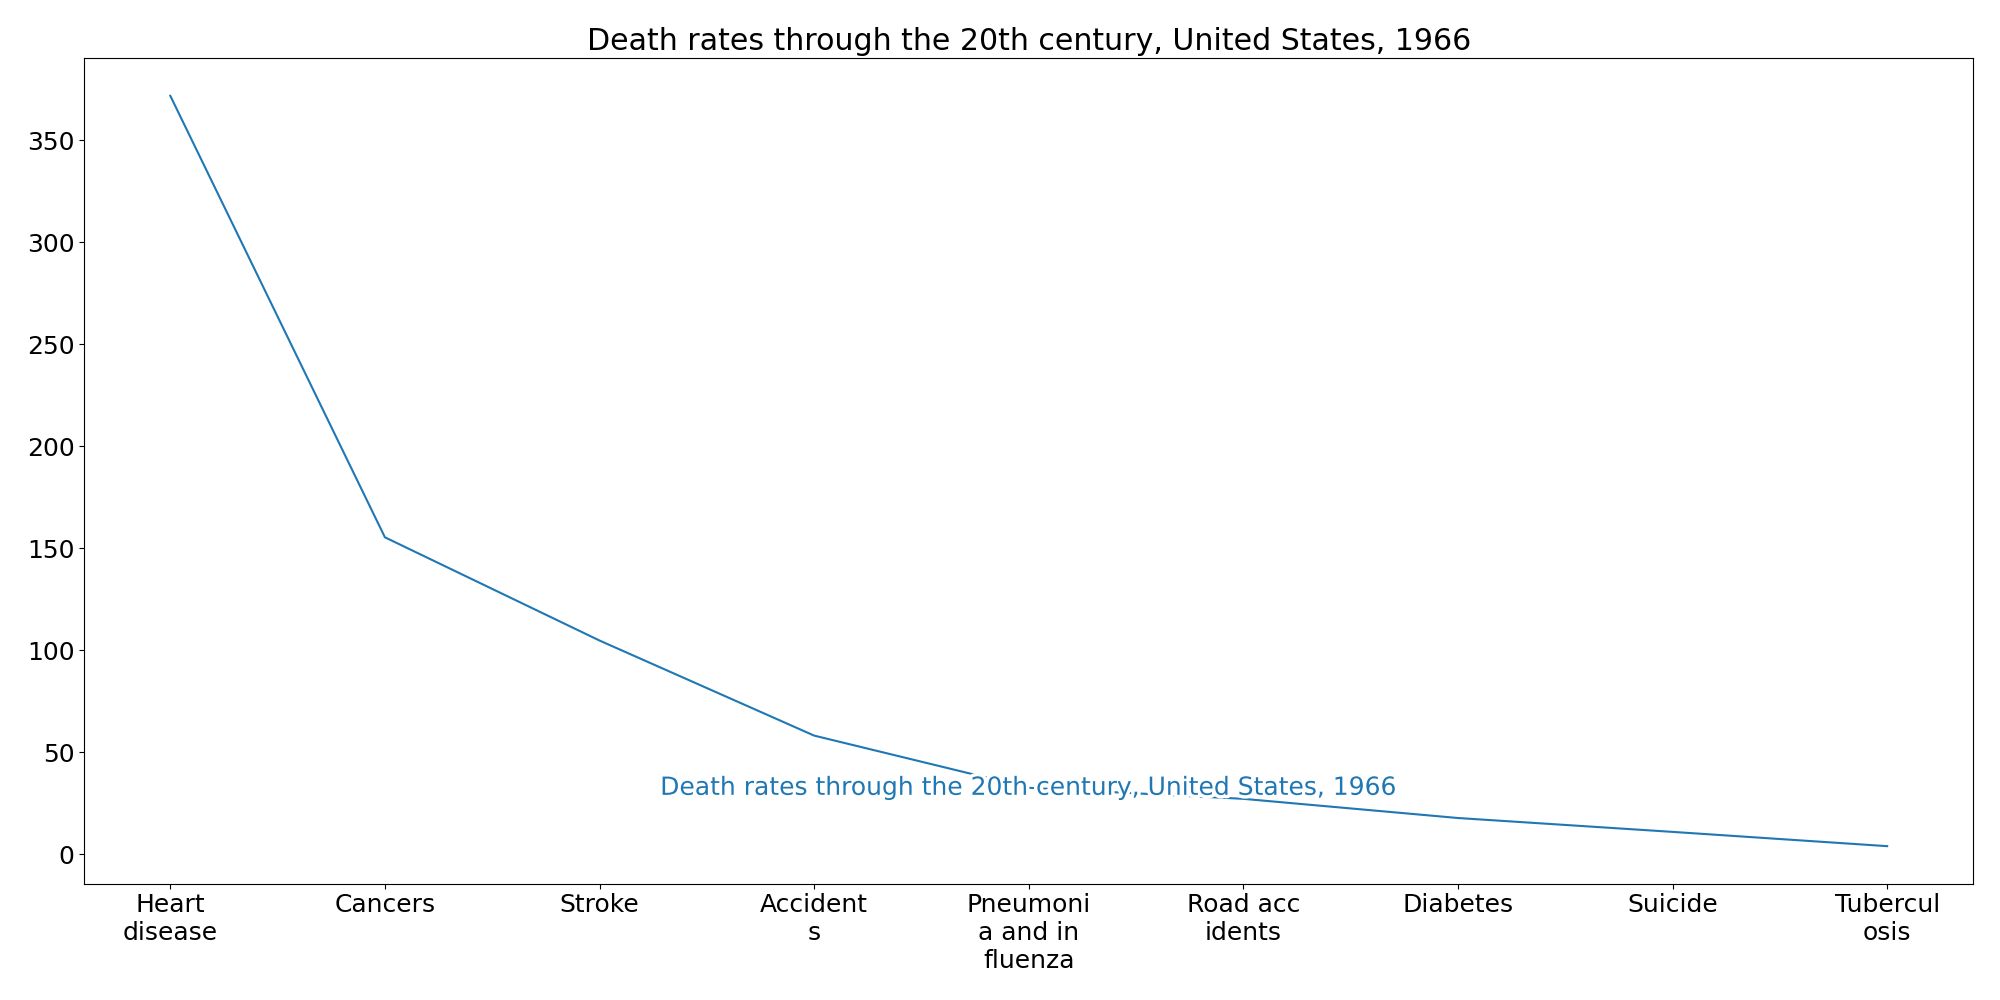 Death rates through the 20th century, United States, 1966
350
300
250
200
150
100
50
0
Death rates through the 20th century, United States, 1966
Heart
disease
Cancers
Stroke
Accident
s
Pneumoni
a and in
fluenza
Road acc
idents
Diabetes
Suicide
Tubercul
osis